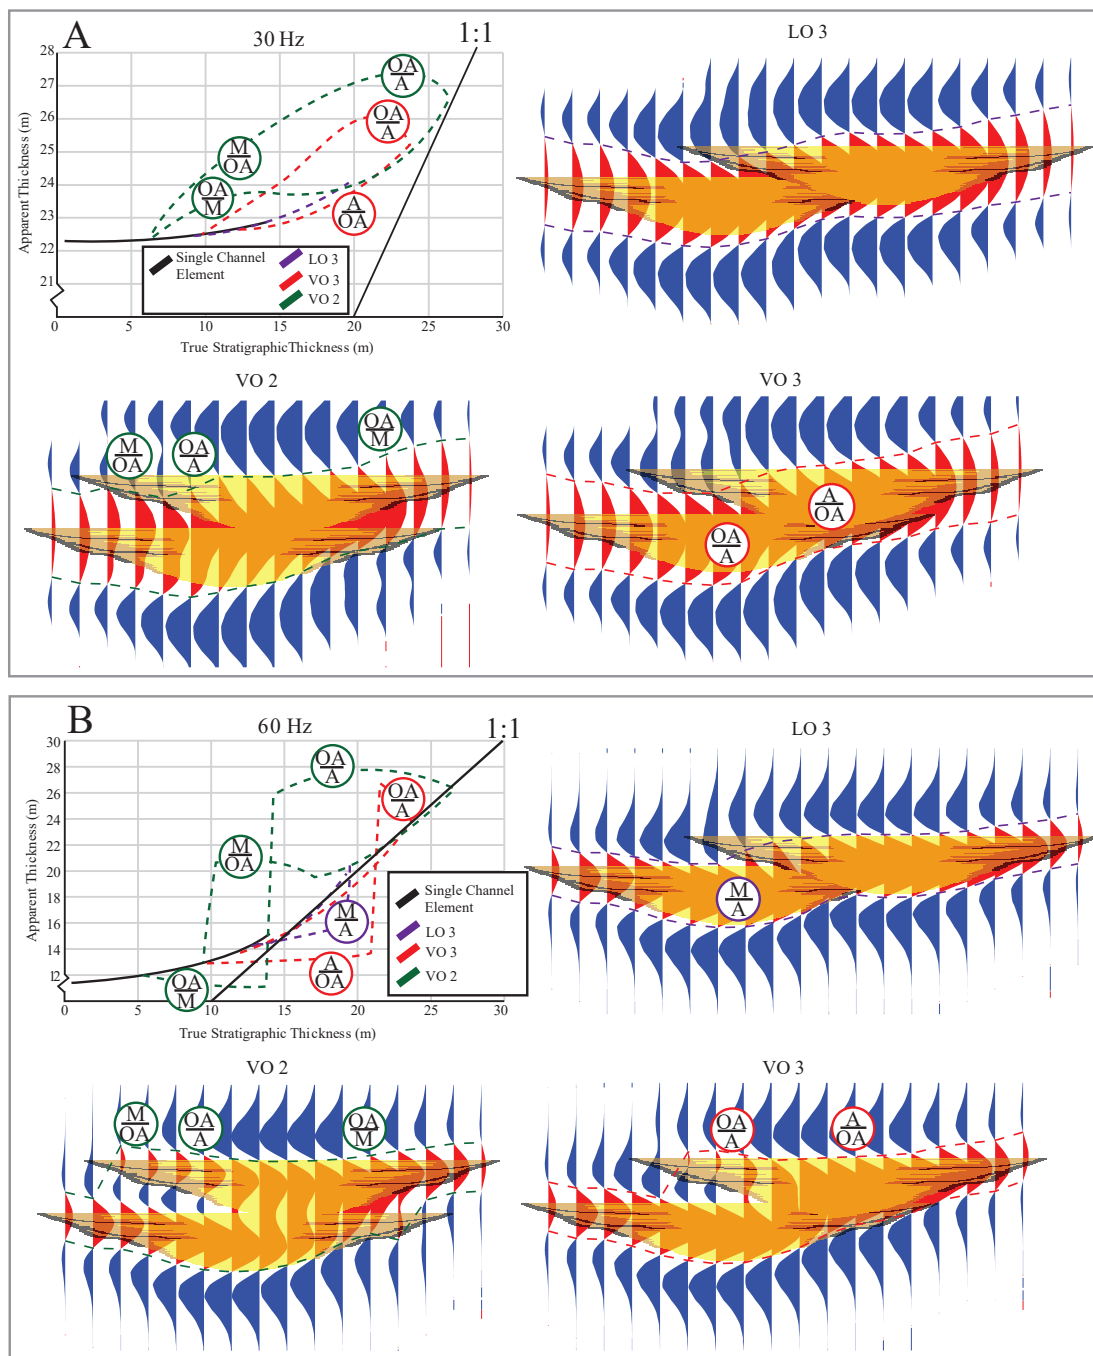 A
30 Hz
1:1
LO 3
28
27
26
25
24
23
22
21
Apparent Thickness (m)
OA
A
OA
A
M
OA
OA
M
A
OA
Single Channel
Element
LO 3
VO 3
VO 2
0
5
10
15
20
25
30
True StratigraphicThickness (m)
VO 2
VO 3
M
OA
OA
A
OA
M
A
OA
OA
A
B
60 Hz
1:1
LO 3
30
28
26
24
22
20
18
16
14
12
Apparent Thickness (m)
OA
A
OA
A
M
OA
M
A
A
OA
OA
M
Single Channel
Element
LO 3
VO 3
VO 2
M
A
0
5
10
15
20
25
30
True Stratigraphic Thickness (m)
VO 2
VO 3
M
OA
OA
A
OA
M
OA
A
A
OA